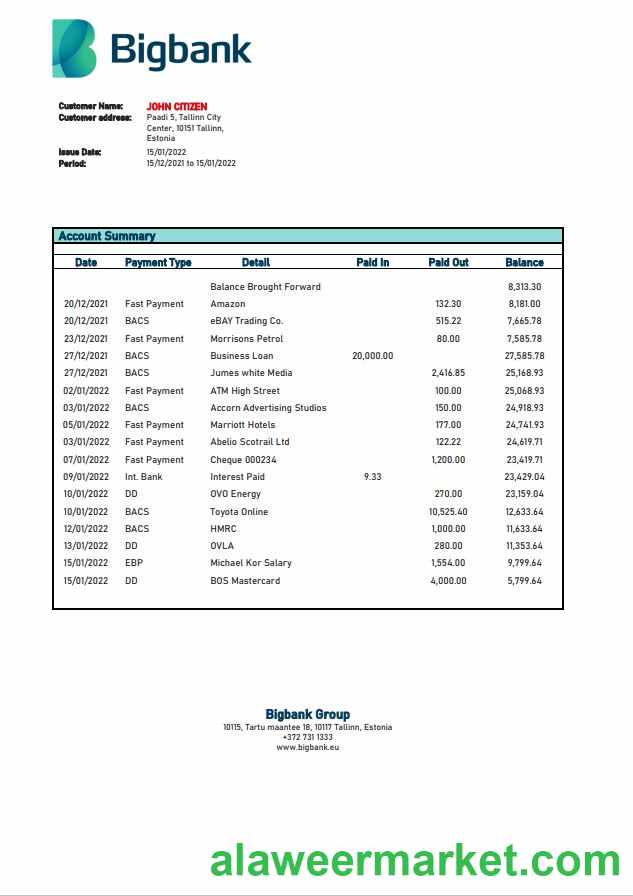 Bigbank
Customer Name: JOHN CITIZEN
Customer address: Paadi 5, Tallinn City
Center, 10151 Tallinn,
Estonia
Issue Date: 15/01/2022
Period: 15/12/2021 to 15/01/2022
Account Summary
Date Payment Type Detail Paid In Paid Out Balance
Balance Brought Forward 8,313.30
20/12/2021 Fast Payment Amazon 132.30 8,181.00
20/12/2021 BACS eBAY Trading Co. 515.22 7,665.78
23/12/2021 Fast Payment Morrisons Petrol 80.00 7,585.78
27/12/2021 BACS Business Loan 20,000.00 27,585.78
27/12/2021 BACS Jumes white Media 2,416.85 25,168.93
02/01/2022 Fast Payment ATM High Street 100.00 25,068.93
03/01/2022 BACS Accorn Advertising Studios 150.00 24,918.93
05/01/2022 Fast Payment Marriott Hotels 177.00 24,741.93
03/01/2022 Fast Payment Abelio Scotrail Ltd 122.22 24,619.71
07/01/2022 Fast Payment Cheque 000234 1,200.00 23,419.71
09/01/2022 Int. Bank Interest Paid 9.33 23,429.04
10/01/2022 DD OVO Energy 270.00 23,159.04
10/01/2022 BACS Toyota Online 10,525.40 12,633.64
12/01/2022 BACS HMRC 1,000.00 11,633.64
13/01/2022 DD OVLA 280.00 11,353.64
15/01/2022 EBP Michael Kor Salary 1,554.00 9,799.64
15/01/2022 DD BOS Mastercard 4,000.00 5,799.64
Bigbank Group
10115, Tartu maantee 18, 10117 Tallinn, Estonia
+372 731 1333
www.bigbank.eu
alaweermarket.com